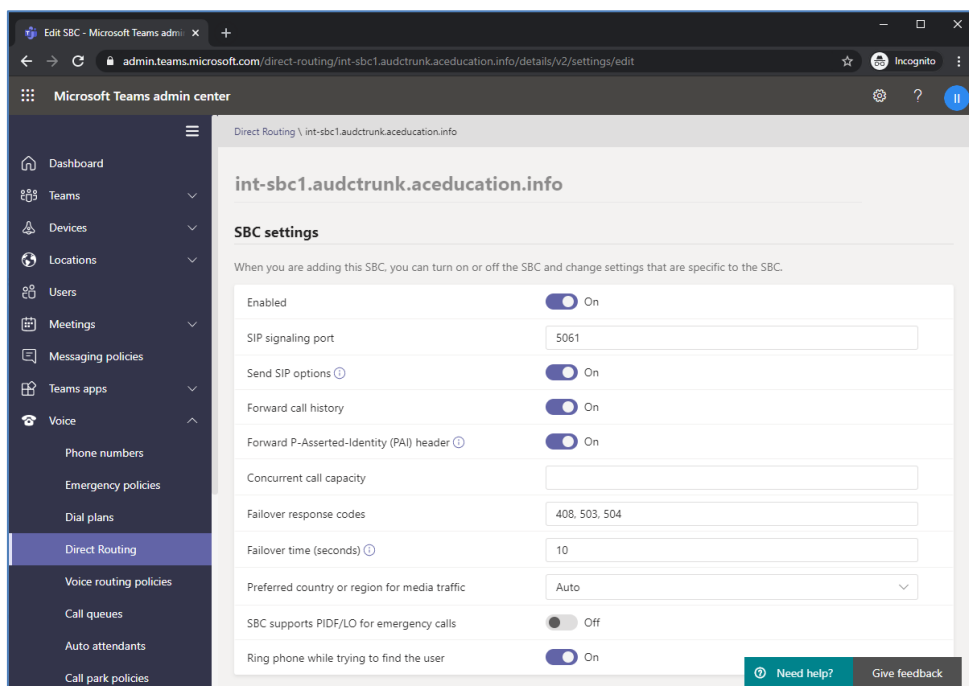 Edit SBC - Microsoft Teams admi
admin.teams.microsoft.com/direct-routing/int-sbc1.audctrunk.aceducation.info/details/v2/settings/edit
Incognito
Microsoft Teams admin center
II
Dashboard
Teams
Devices
Locations
Users
Meetings
Messaging policies
Teams apps
Voice
Phone numbers
Emergency policies
Dial plans
Direct Routing
Voice routing policies
Call queues
Auto attendants
Call park policies
Direct Routing \ int-sbc1.audctrunk.aceducation.info
int-sbc1.audctrunk.aceducation.info
SBC settings
When you are adding this SBC, you can turn on or off the SBC and change settings that are specific to the SBC.
Enabled On
SIP signaling port 5061
Send SIP options On
Forward call history On
Forward P-Asserted-Identity (PAI) header On
Concurrent call capacity
Failover response codes 408, 503, 504
Failover time (seconds) 10
Preferred country or region for media traffic Auto
SBC supports PIDF/LO for emergency calls Off
Ring phone while trying to find the user On
Need help? Give feedback